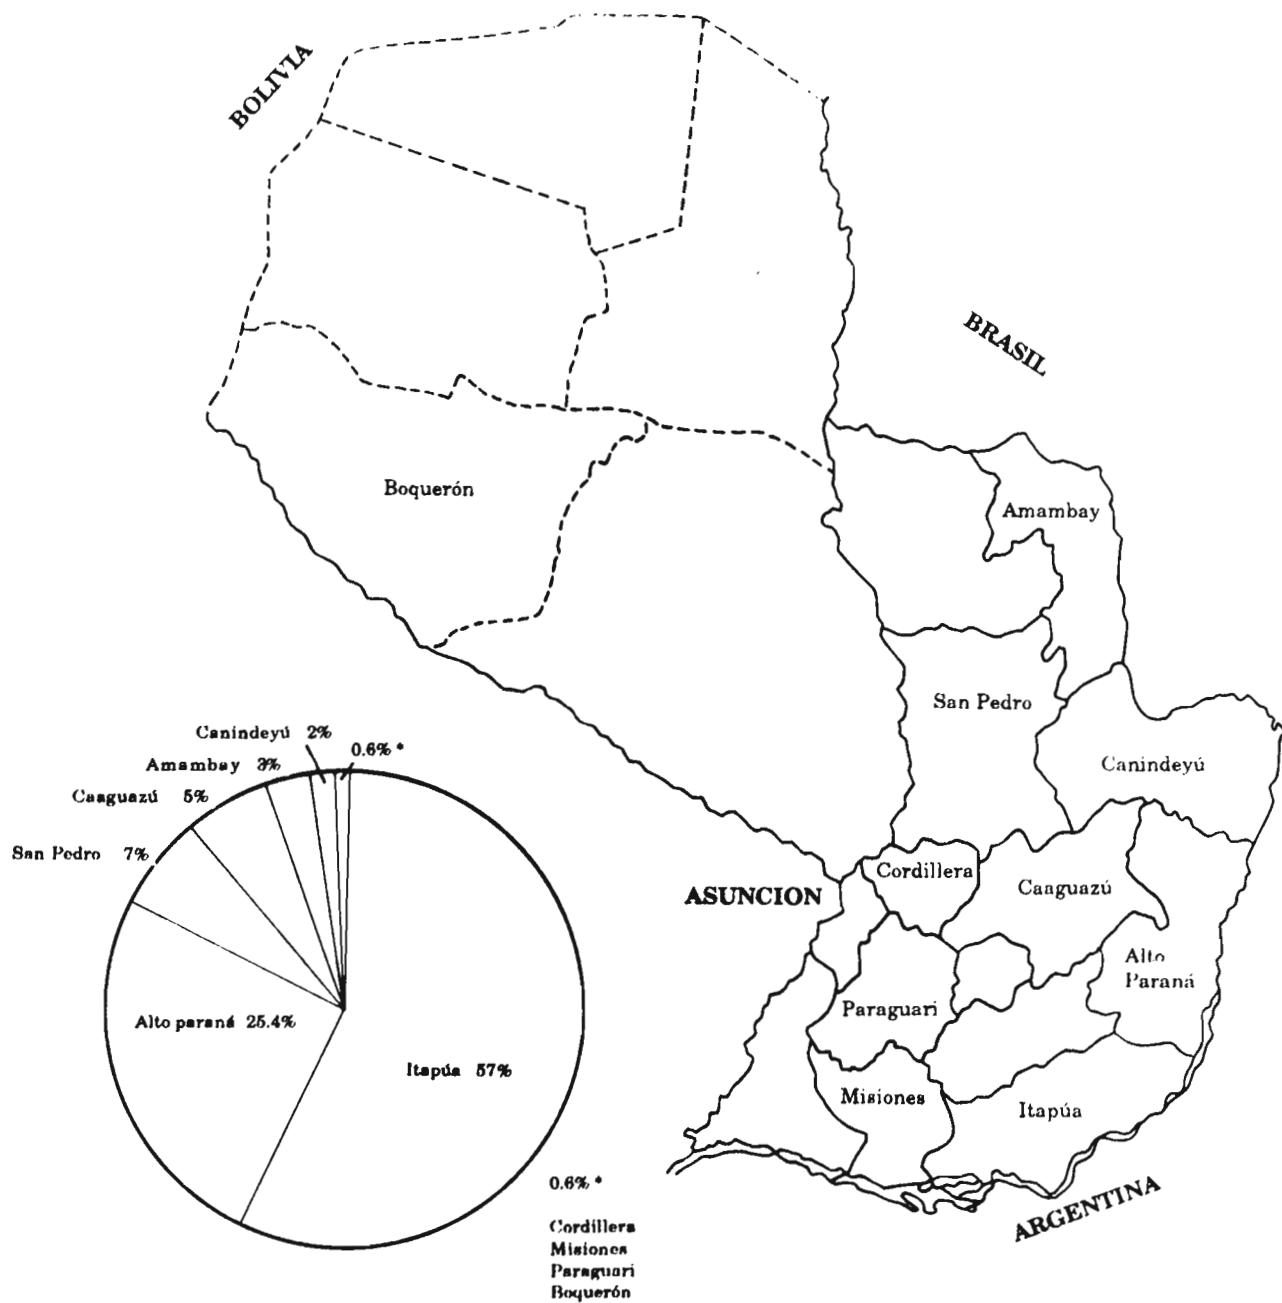 BOLIVIA
BRASIL
Boquerón
Amambay
San Pedro
Canindeyú
Cordillera
Caaguazú
ASUNCION
Alto
Paraná
Paraguari
Misiones
Itapúa
ARGENTINA
Canindeyú 2%
0.6% *
Amambay 3%
Caaguazú 5%
San Pedro 7%
Alto paraná 25.4%
Itapúa 57%
0.6% *
Cordillera
Misiones
Paraguari
Boquerón